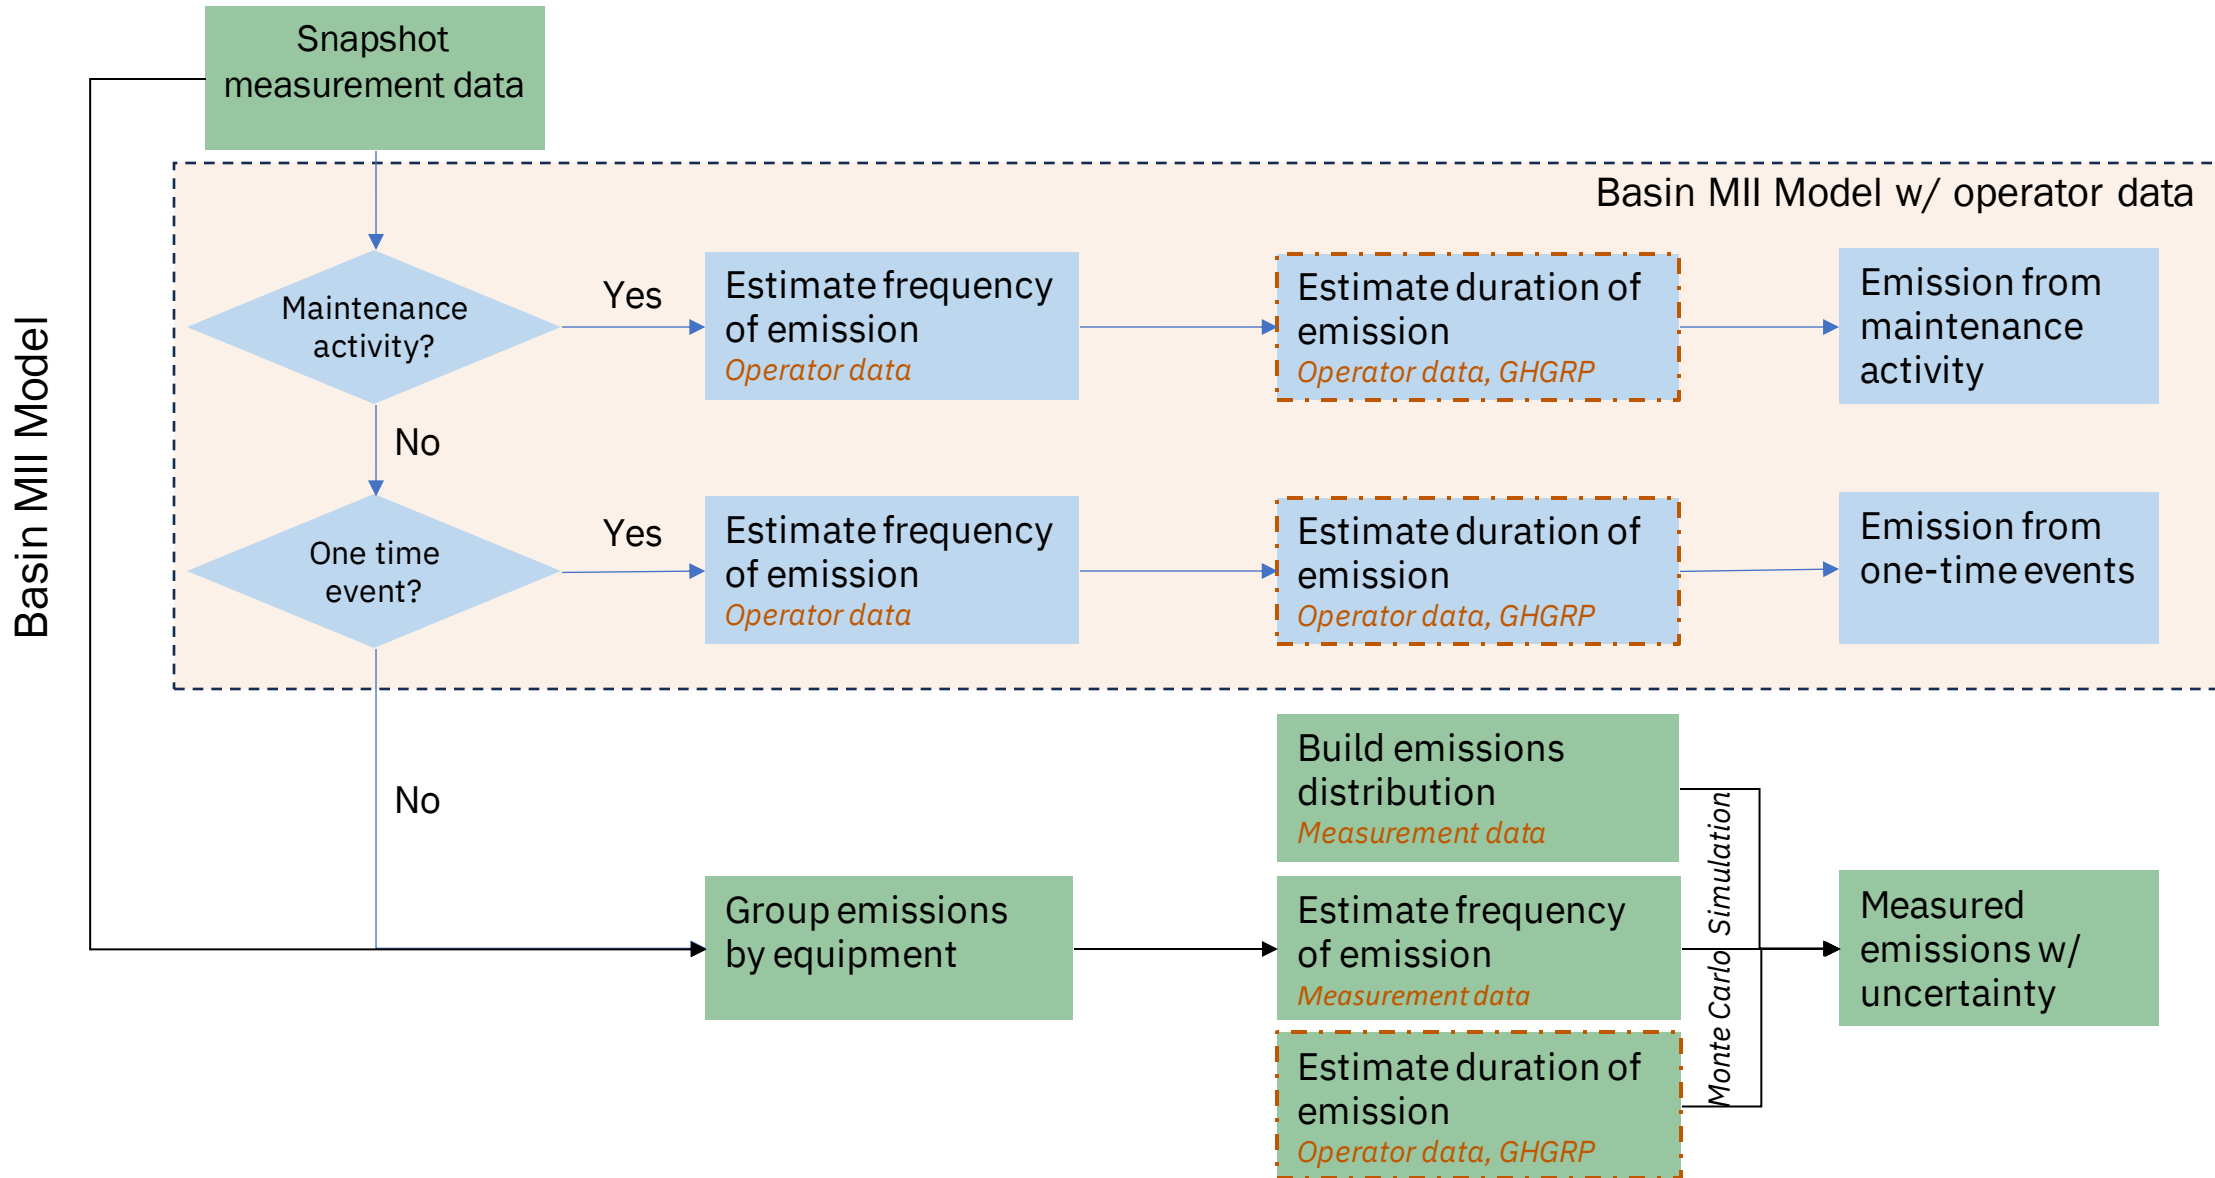 Snapshot
measurement data
Basin MII Model w/ operator data
Basin MII Model
Maintenance
activity?
Yes
Estimate frequency
of emission
Operator data
Estimate duration of
emission
Operator data, GHGRP
Emission from
maintenance
activity
No
One time
event?
Yes
Estimate frequency
of emission
Operator data
Estimate duration of
emission
Operator data, GHGRP
Emission from
one-time events
No
Build emissions
distribution
Measurement data
Group emissions
by equipment
Estimate frequency
of emission
Measurement data
Estimate duration of
emission
Operator data, GHGRP
Monte Carlo Simulation
Measured
emissions w/
uncertainty